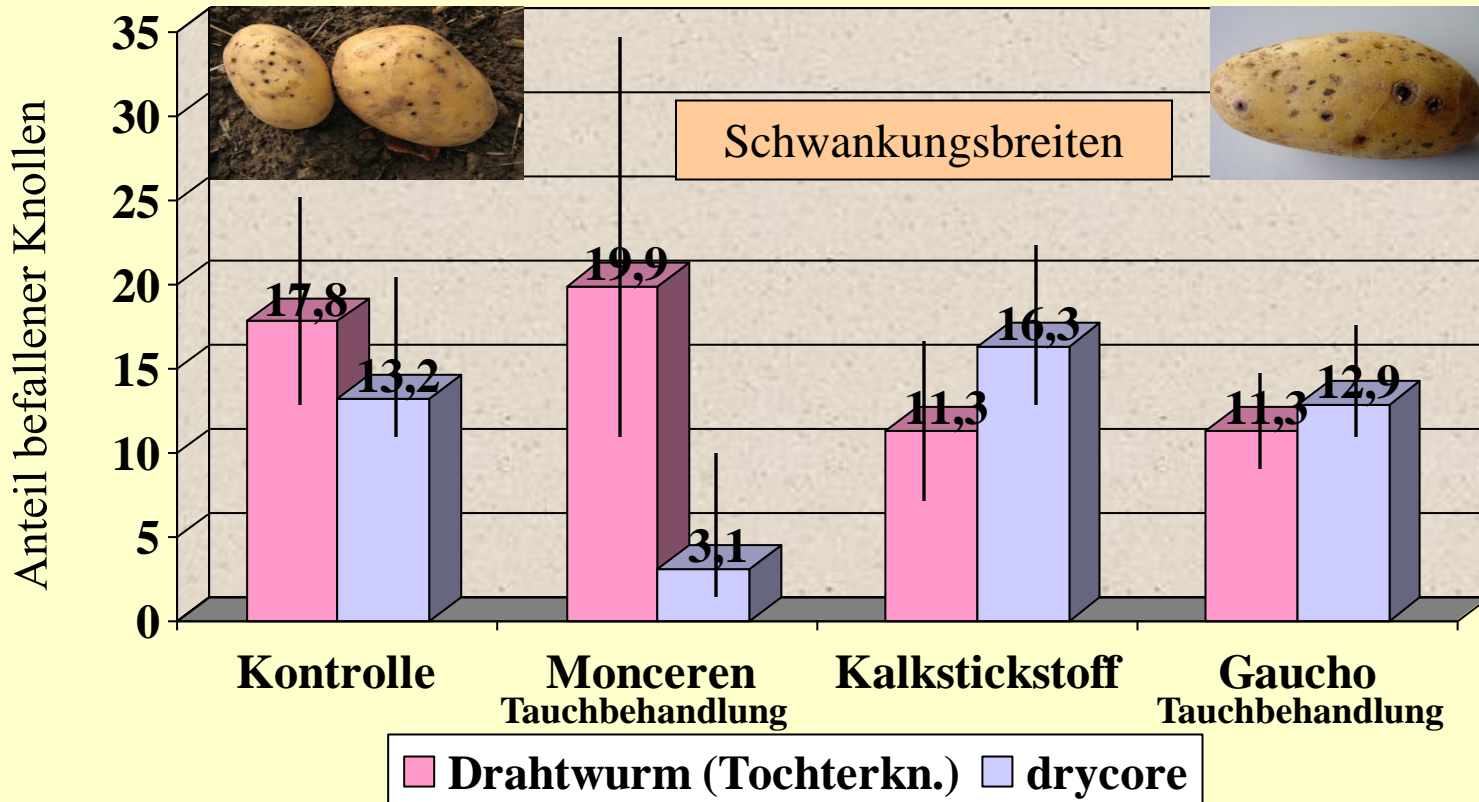 Anteil befallener Knollen
35
30
25
20
15
10
5
0
Schwankungsbreiten
17,8
13,2
19,9
3,1
11,3
16,3
11,3
12,9
Kontrolle
Monceren
Tauchbehandlung
Kalkstickstoff
Gaucho
Tauchbehandlung
Drahtwurm (Tochterkn.)
drycore